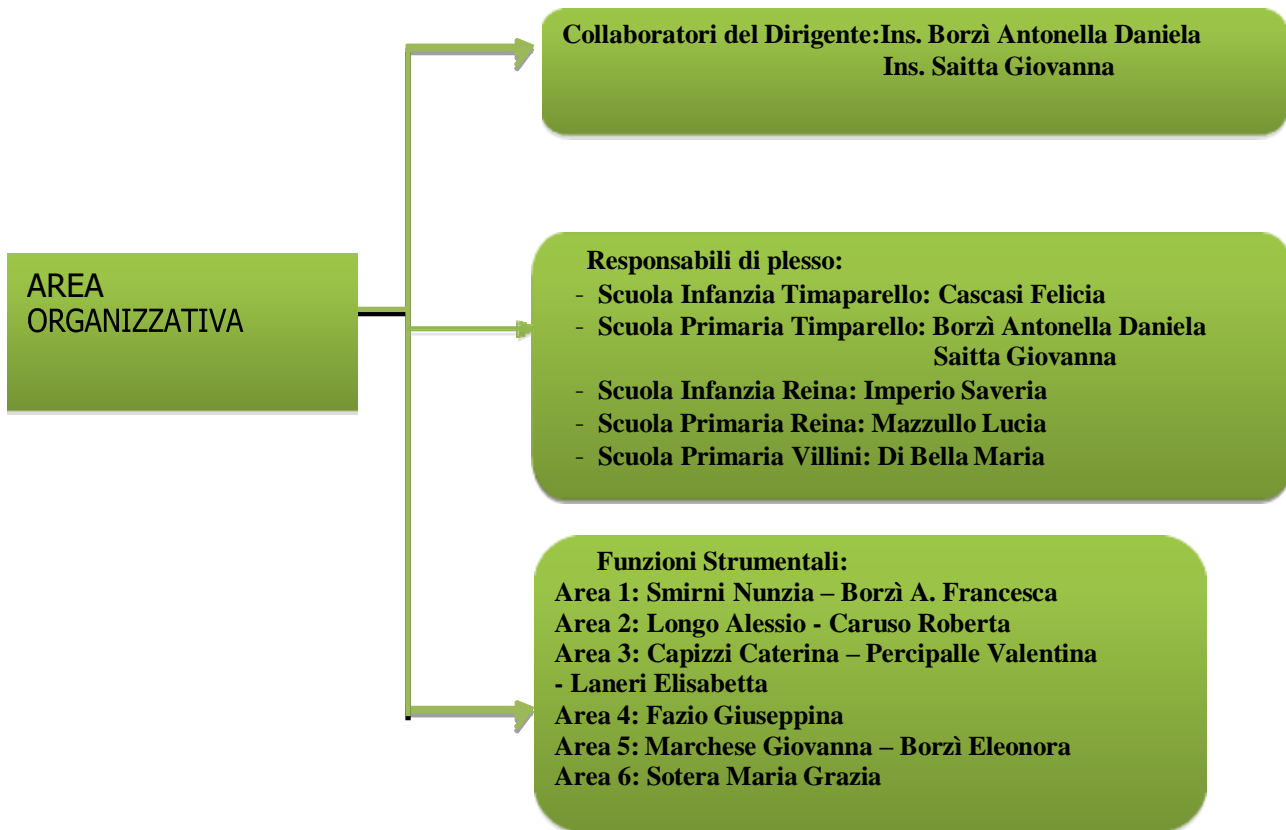 AREA
ORGANIZZATIVA
Collaboratori del Dirigente:Ins. Borzì Antonella Daniela
Ins. Saitta Giovanna
Responsabili di plesso:
- Scuola Infanzia Timaparello: Cascasi Felicia
- Scuola Primaria Timparello: Borzì Antonella Daniela
Saitta Giovanna
- Scuola Infanzia Reina: Imperio Saveria
- Scuola Primaria Reina: Mazzullo Lucia
- Scuola Primaria Villini: Di Bella Maria
Funzioni Strumentali:
Area 1: Smirni Nunzia – Borzì A. Francesca
Area 2: Longo Alessio - Caruso Roberta
Area 3: Capizzi Caterina – Percipalle Valentina
- Laneri Elisabetta
Area 4: Fazio Giuseppina
Area 5: Marchese Giovanna – Borzì Eleonora
Area 6: Sotera Maria Grazia